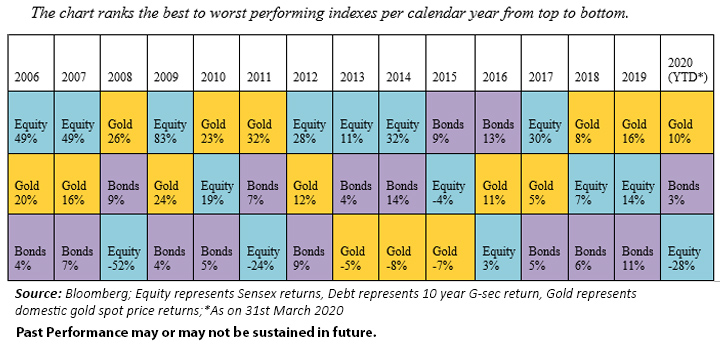 The chart ranks the best to worst performing indexes per calendar year from top to bottom.
2006 2007 2008 2009 2010 2011 2012 2013 2014 2015 2016 2017 2018 2019 2020 (YTD*)
Equity 49% Equity 49% Gold 26% Equity 83% Gold 23% Gold 32% Equity 28% Equity 11% Equity 32% Bonds 9% Bonds 13% Equity 30% Gold 8% Gold 16% Gold 10%
Gold 20% Gold 16% Bonds 9% Gold 24% Equity 19% Bonds 7% Gold 12% Bonds 4% Bonds 14% Equity -4% Gold 11% Gold 5% Equity 7% Equity 14% Bonds 3%
Bonds 4% Bonds 7% Equity -52% Bonds 4% Bonds 5% Equity -24% Bonds 9% Gold -5% Gold -8% Gold -7% Equity 3% Bonds 5% Bonds 6% Bonds 11% Equity -28%
Source: Bloomberg; Equity represents Sensex returns, Debt represents 10 year G-sec return, Gold represents
domestic gold spot price returns;*As on 31st March 2020
Past Performance may or may not be sustained in future.